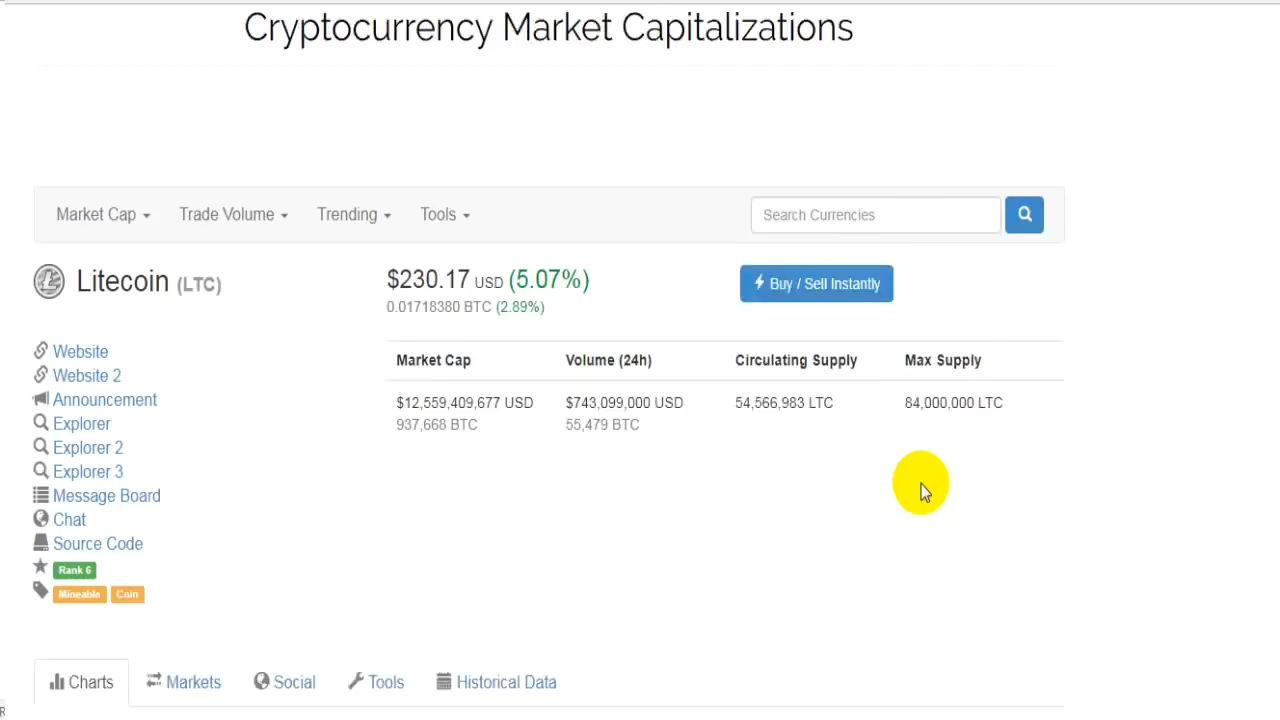 Cryptocurrency Market Capitalizations
Market Cap Trade Volume Trending Tools Search Currencies
Litecoin (LTC) $230.17 USD (5.07%) Buy / Sell Instantly
0.01718380 BTC (2.89%)
Website
Website 2
Announcement
Explorer
Explorer 2
Explorer 3
Message Board
Chat
Source Code
Rank 6
Mineable Coin
Market Cap Volume (24h) Circulating Supply Max Supply
$12,559,409,677 USD $743,099,000 USD 54,566,983 LTC 84,000,000 LTC
937,668 BTC 55,479 BTC
Charts Markets Social Tools Historical Data
R